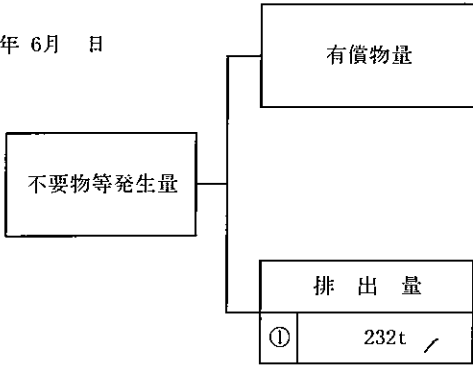 年 6月 日
有償物量
不要物等発生量
排 出 量
① 232t